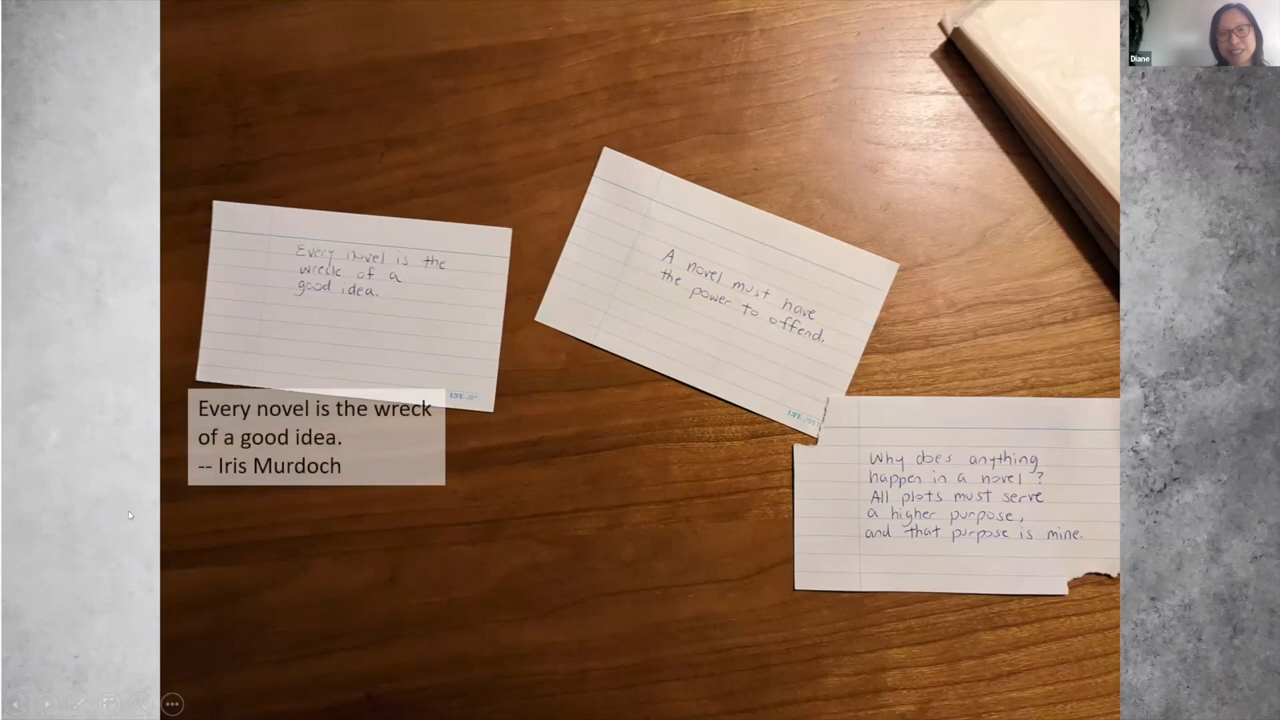 Diane
Every novel is the
wreck of a
good idea.
A novel must have
the power to offend.
Every novel is the wreck
of a good idea.
-- Iris Murdoch
Why does anything
happen in a novel?
All plots must serve
a higher purpose,
and that purpose is mine.